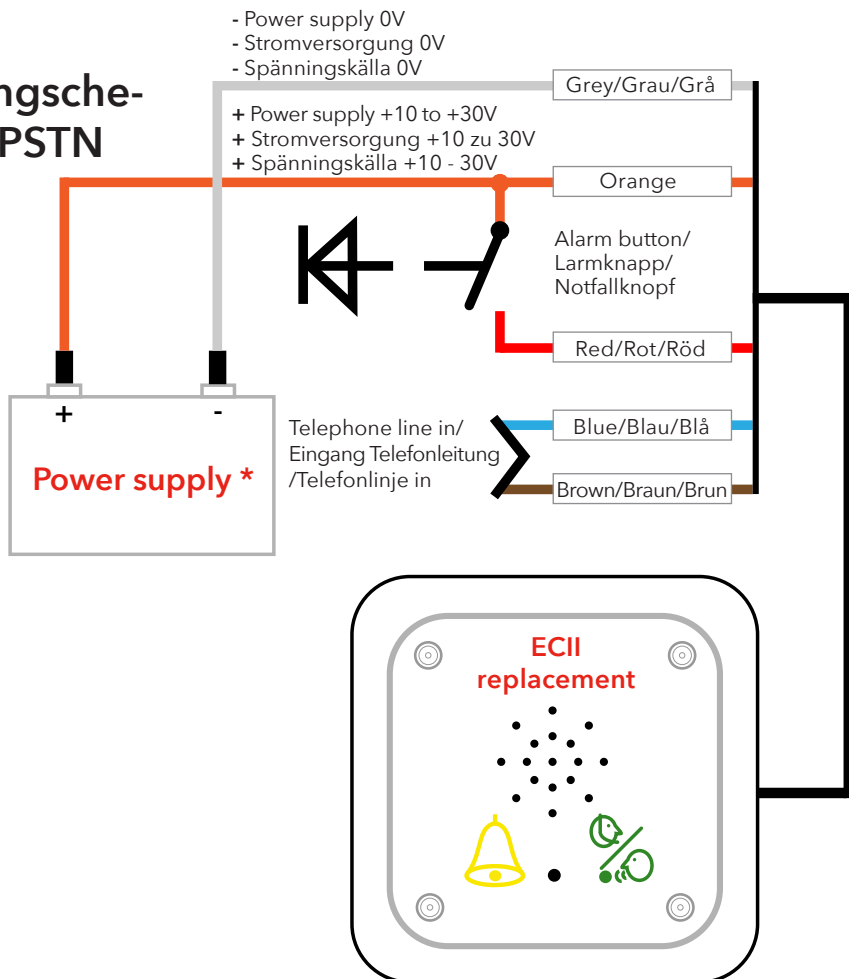 - Power supply 0V
- Stromversorgung 0V
- Spänningskälla 0V
ngsche-
PSTN
+ Power supply +10 to +30V
+ Stromversorgung +10 zu 30V
+ Spänningskälla +10 - 30V
Grey/Grau/Grå
Orange
Alarm button/
Larmknapp/
Notfallknopf
Red/Rot/Röd
+
-
Power supply *
Telephone line in/
Eingang Telefonleitung
/Telefonlinje in
Blue/Blau/Blå
Brown/Braun/Brun
ECII
replacement